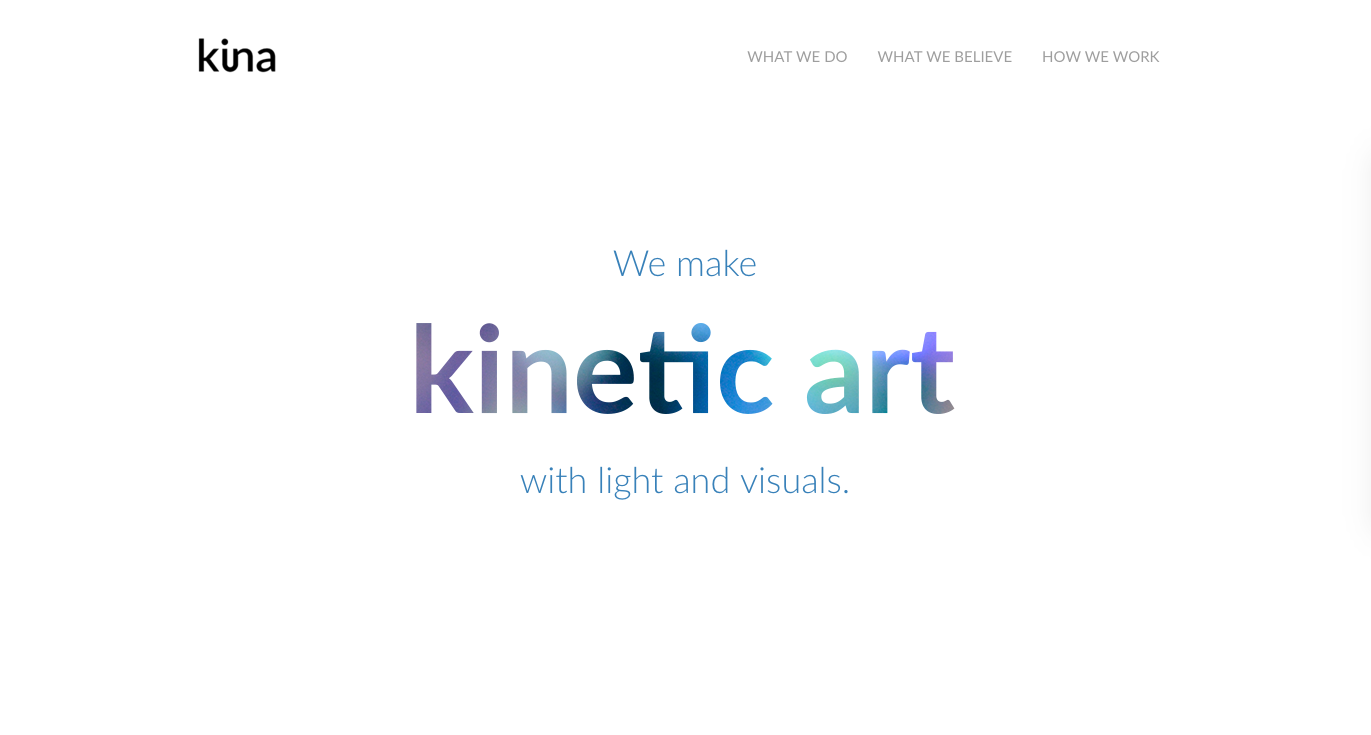 kina
WHAT WE DO WHAT WE BELIEVE HOW WE WORK
We make
kinetic art
with light and visuals.